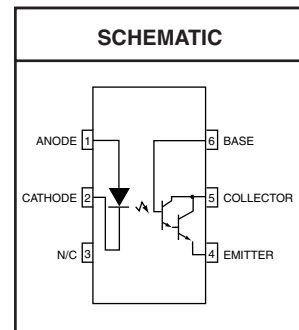 SCHEMATIC
ANODE 1
6 BASE
CATHODE 2
5 COLLECTOR
N/C 3
4 EMITTER